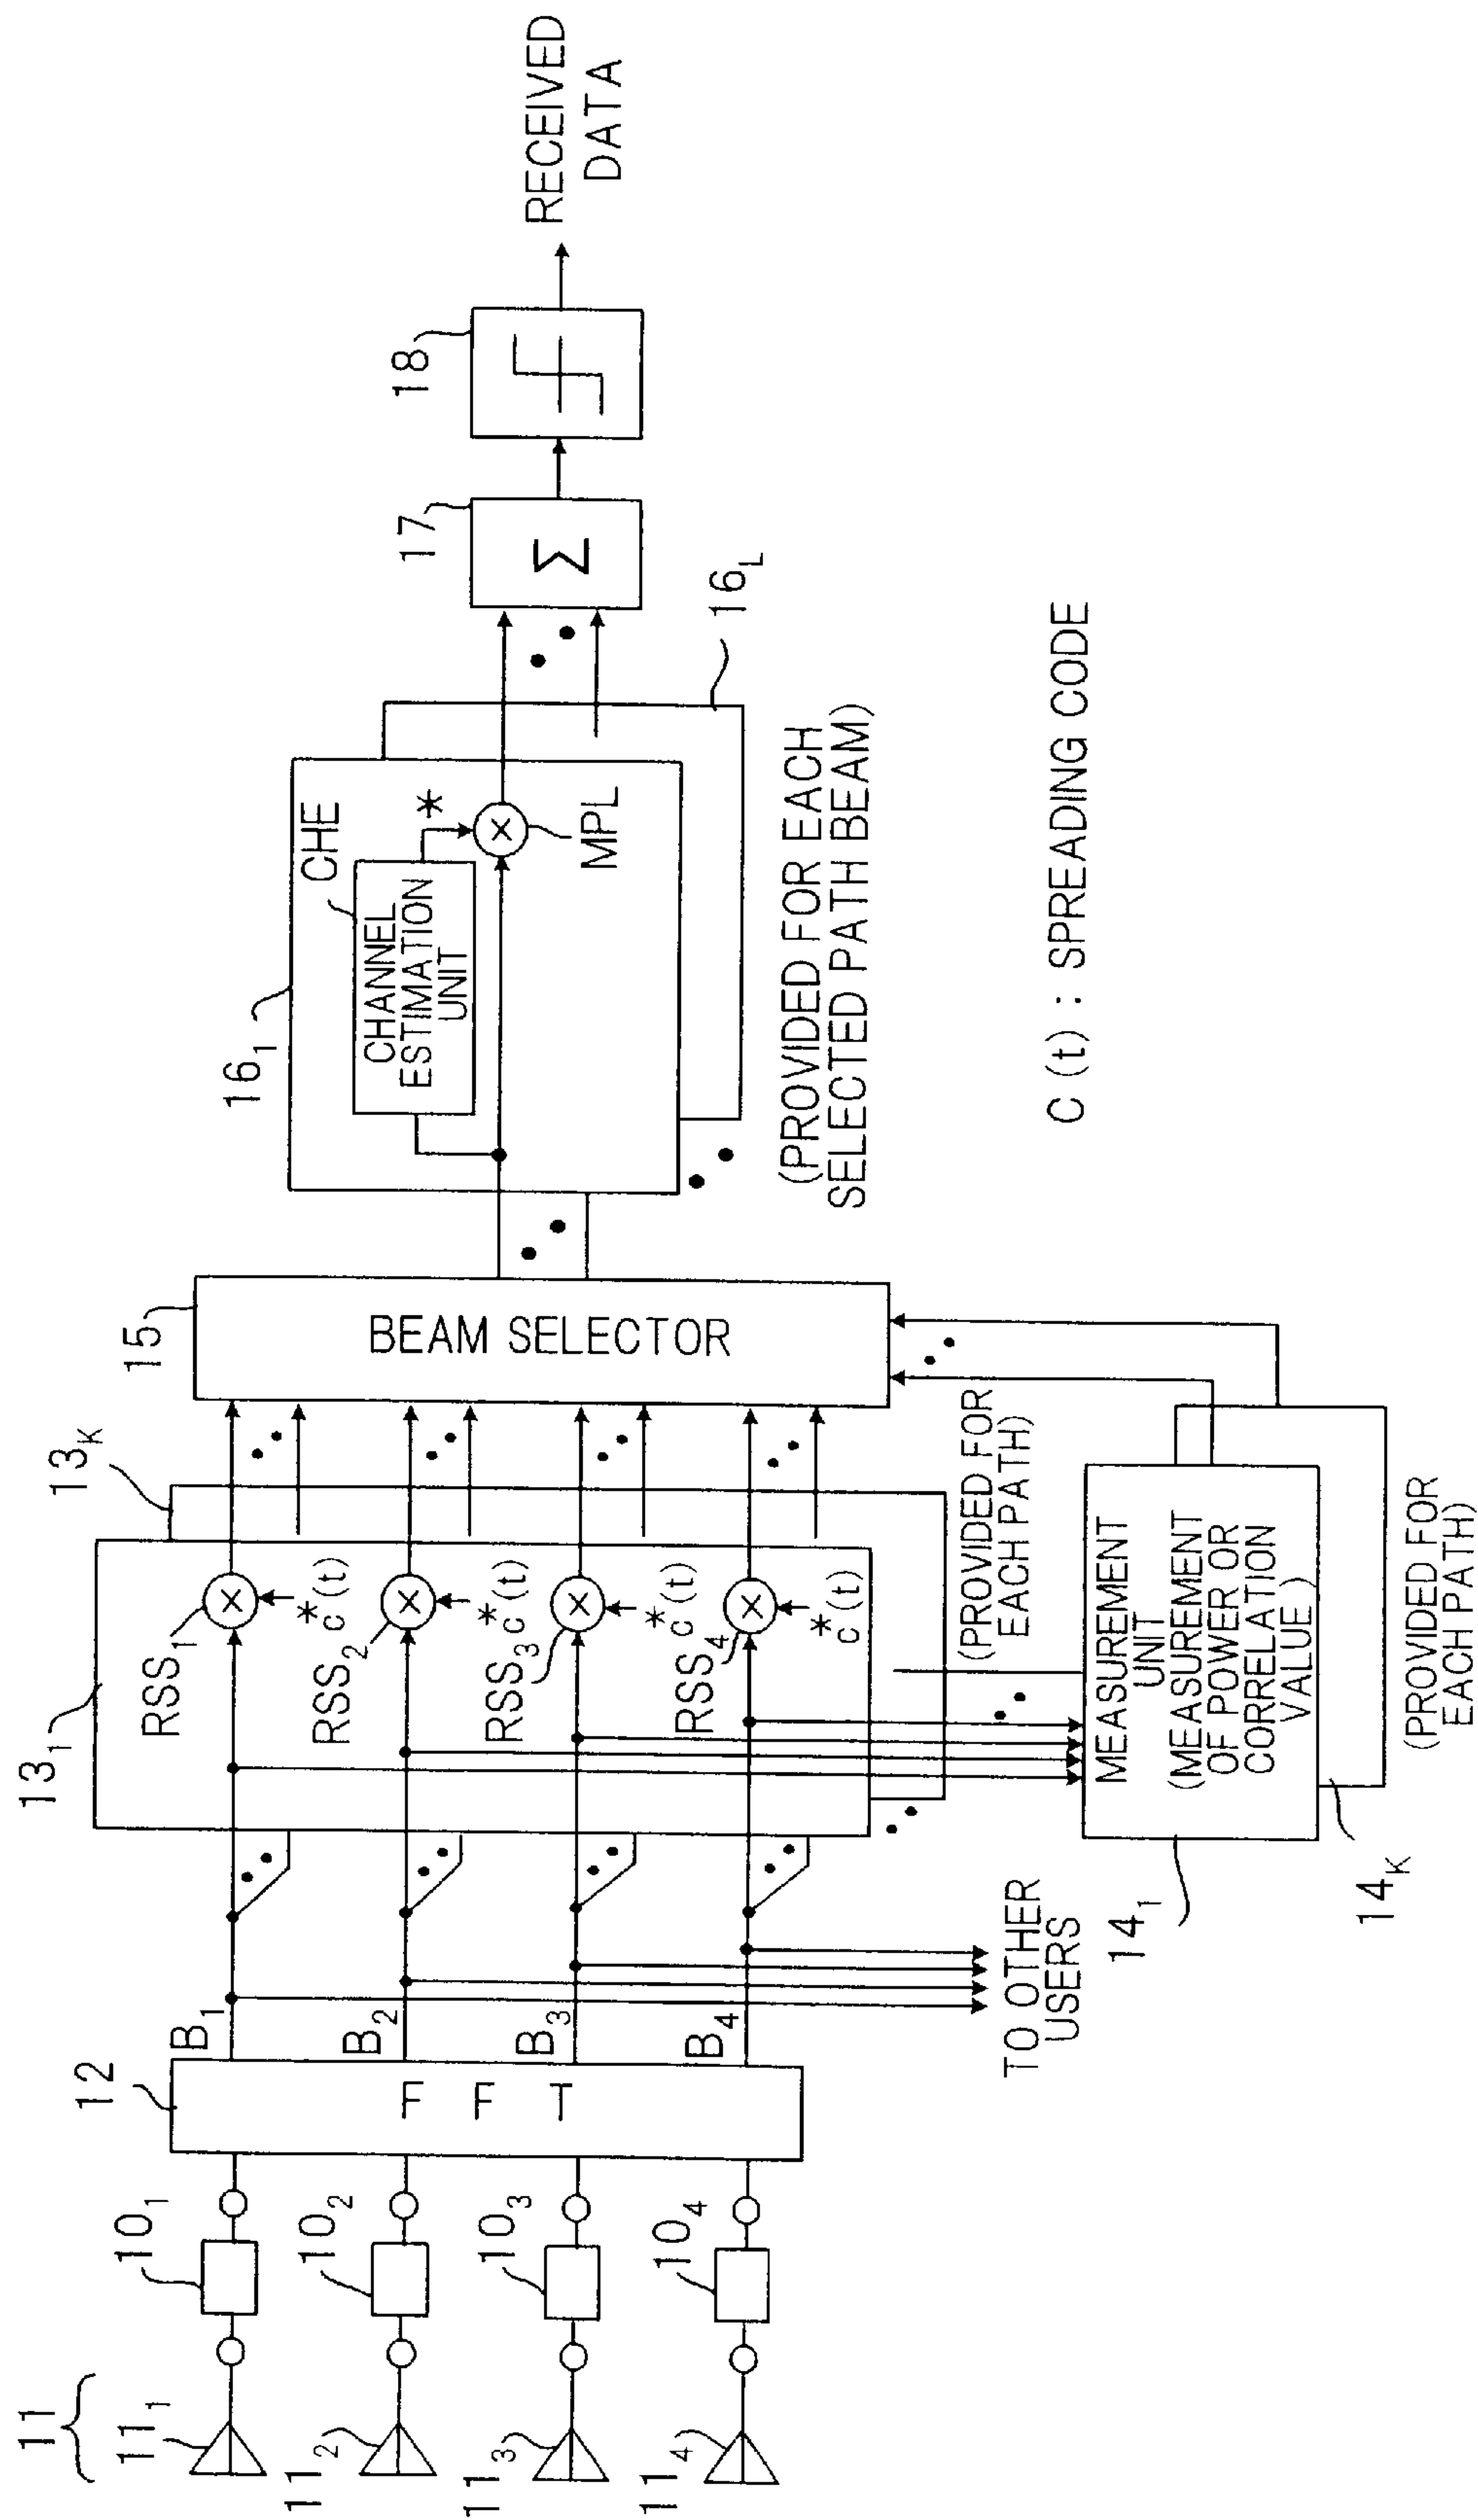 11
11₁
11₂
11₃
11₄
10₁
10₂
10₃
10₄
12
F F T
B₁
B₂
B₃
B₄
TO OTHER
USERS
13₁
13ₖ
RSS₁
RSS₂
RSS₃
RSS₄
*c(t)
*c(t)
*c(t)
*c(t)
(PROVIDED FOR
EACH PATH)
14₁
14ₖ
MEASUREMENT
UNIT
(MEASUREMENT
OF POWER OR
CORRELATION
VALUE)
(PROVIDED FOR
EACH PATH)
15
BEAM SELECTOR
16₁
16L
CHE
CHANNEL
ESTIMATION
UNIT
*
MPL
(PROVIDED FOR EACH
SELECTED PATH BEAM)
17
Σ
18
RECEIVED
DATA
C(t) : SPREADING CODE